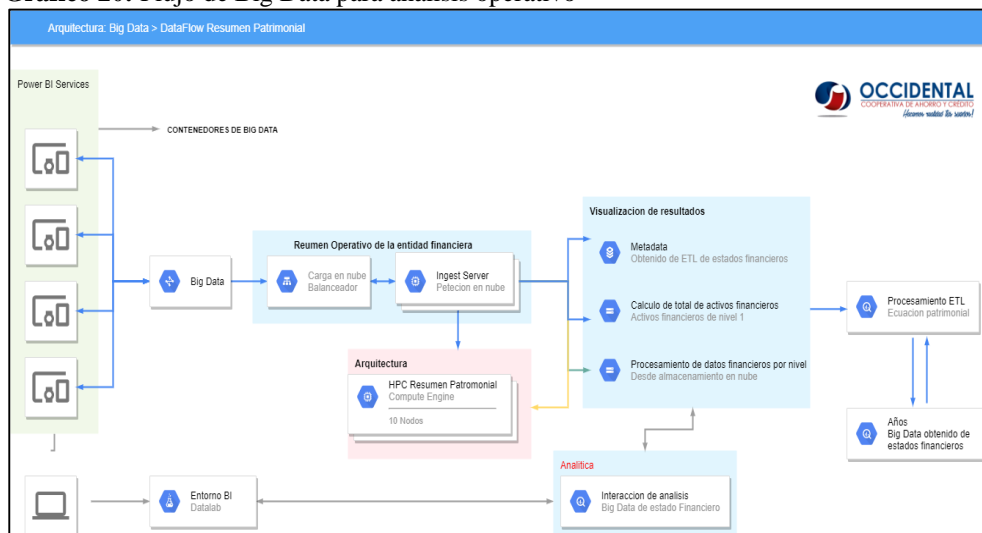 Gráfico 20. Flujo de Big Data para análisis operativo
Arquitectura: Big Data > DataFlow Resumen Patrimonial
Power BI Services
CONTENEDORES DE BIG DATA
OCCIDENTAL
COOPERATIVA DE AHORRO Y CRÉDITO
Hacemos realidad Tus sueños!
Visualizacion de resultados
Reumen Operativo de la entidad financiera
Metadata
Obtenido de ETL de estados financieros
Big Data
Carga en nube
Balanceador
Ingest Server
Petecion en nube
Calculo de total de activos financieros
Activos financieros de nivel 1
Procesamiento ETL
Ecuacion patrimonial
Arquitectura
Procesamiento de datos financieros por nivel
Desde almacenamiento en nube
HPC Resumen Patromonial
Compute Engine
10 Nodos
Años
Big Data obtenido de
estados financieros
Analitica
Entorno BI
Datalab
Interaccion de analisis
Big Data de estado Financiero